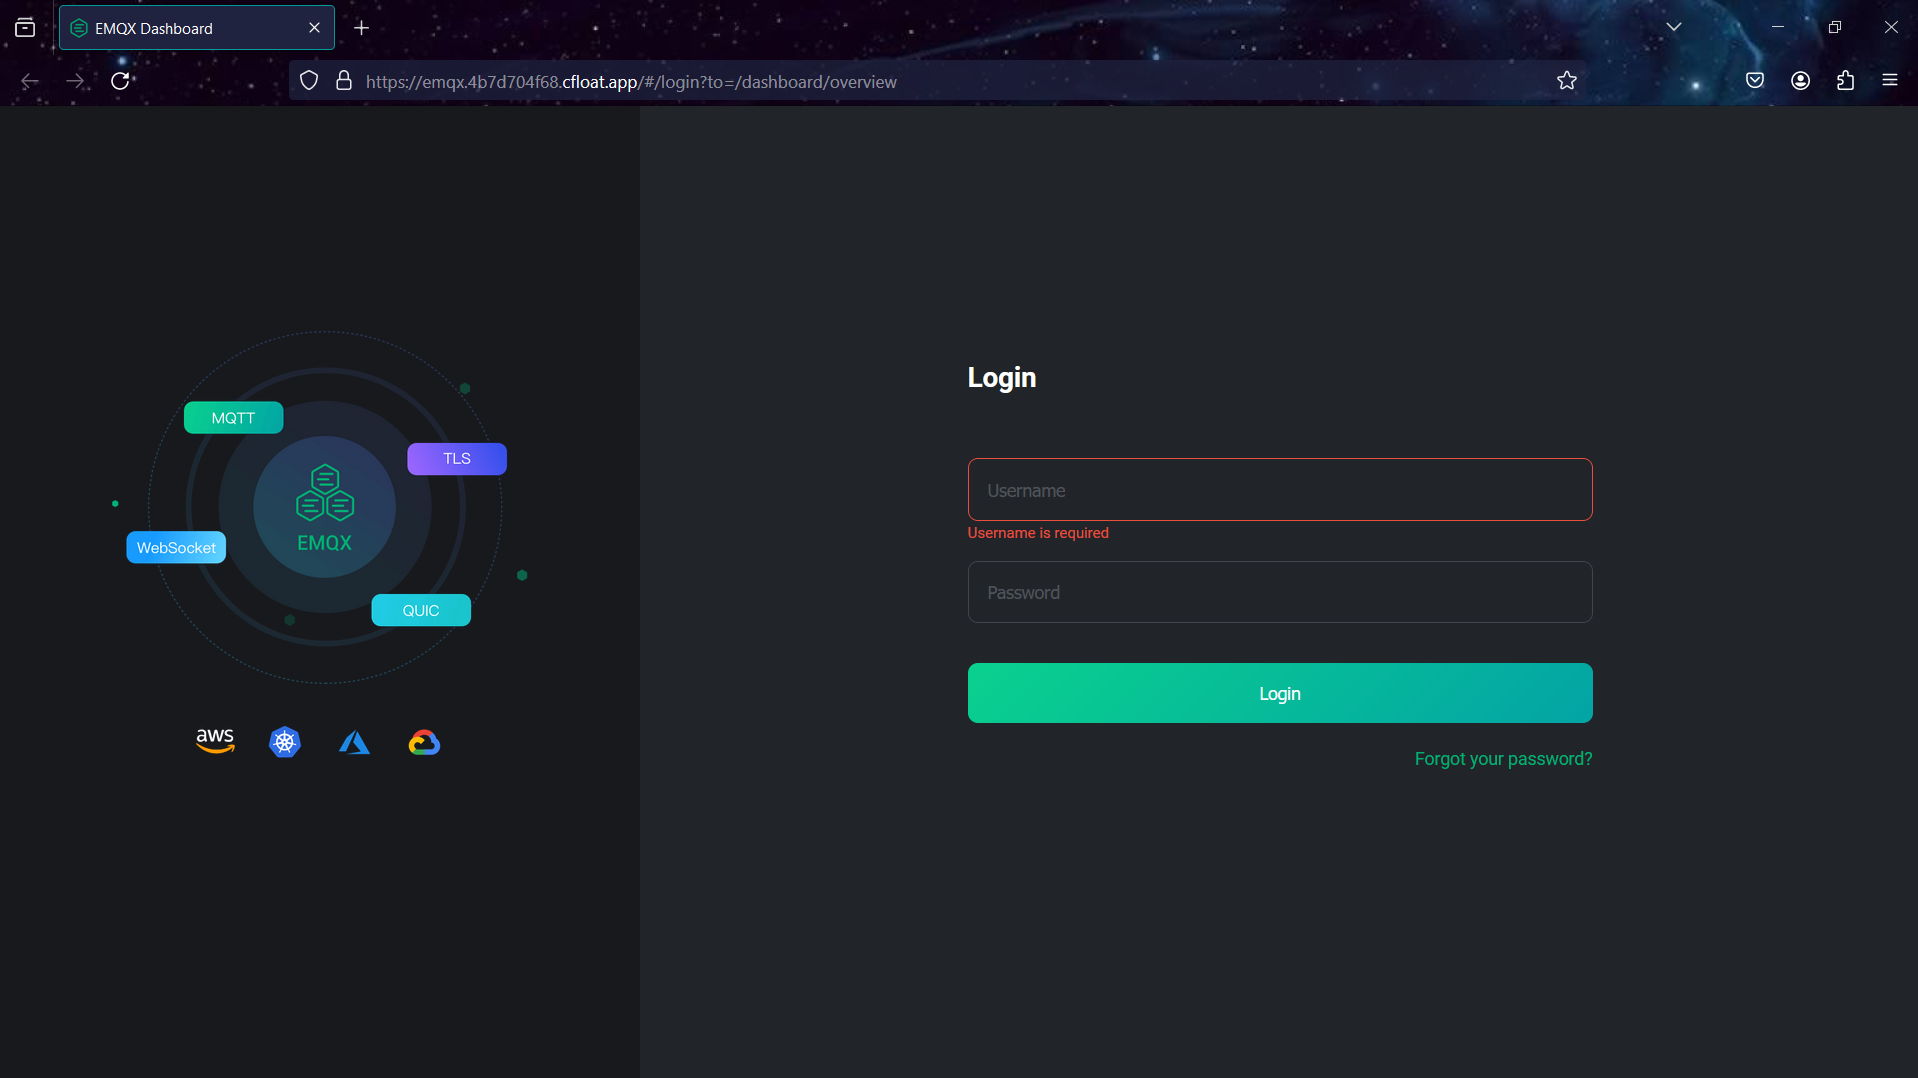 EMQX Dashboard
https://emqx.4b7d704f68.cfloat.app/#/login?to=/dashboard/overview
MQTT
TLS
EMQX
WebSocket
QUIC
aws
Login
Username
Username is required
Password
Login
Forgot your password?